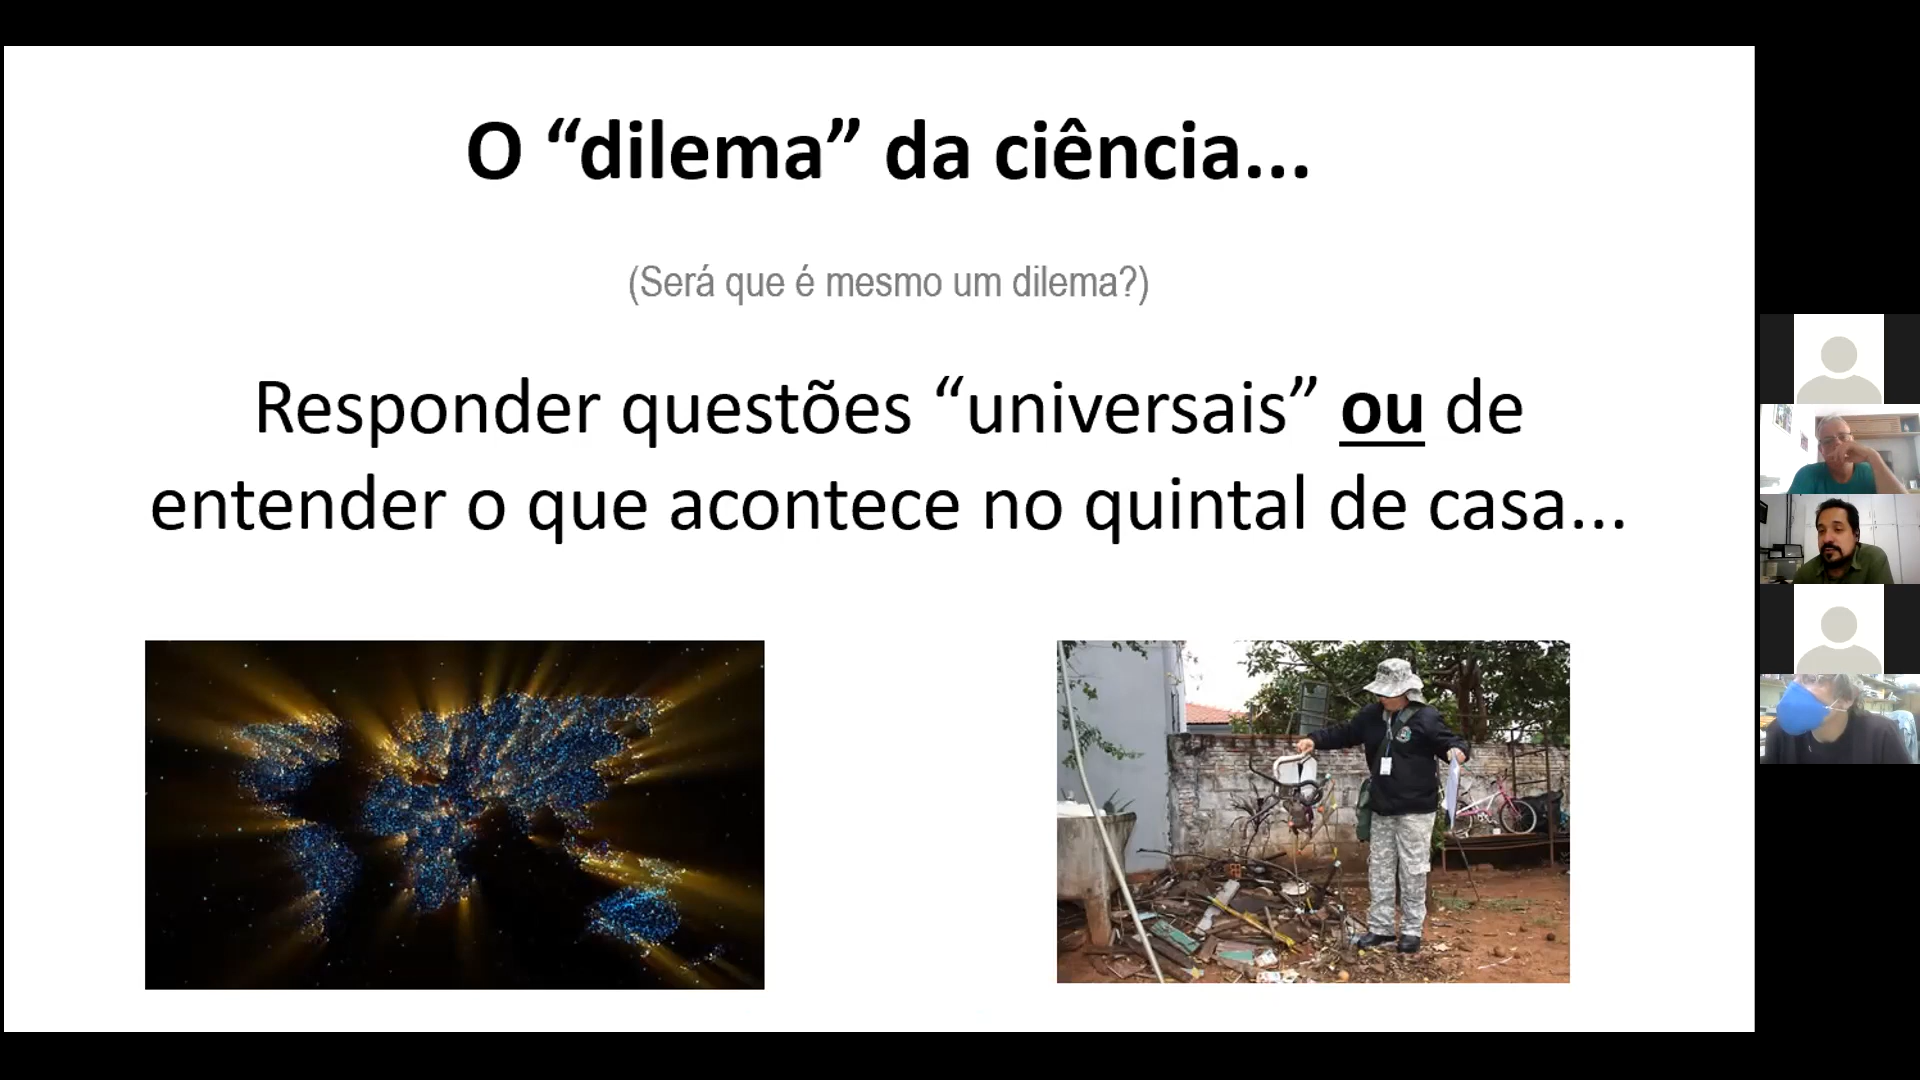 O “dilema” da ciência...
(Será que é mesmo um dilema?)
Responder questões “universais” ou de
entender o que acontece no quintal de casa...